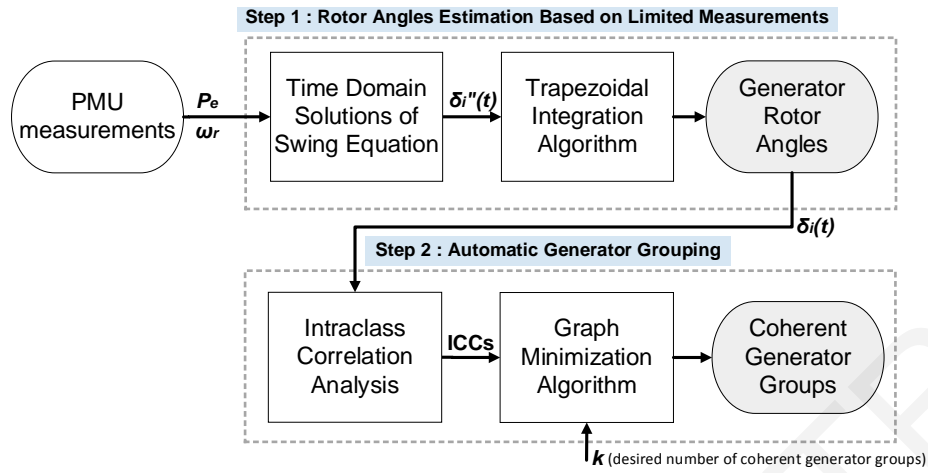 Step 1 : Rotor Angles Estimation Based on Limited Measurements
PMU
measurements
Pe
ωr
Time Domain
Solutions of
Swing Equation
δi"(t)
Trapezoidal
Integration
Algorithm
Generator
Rotor
Angles
δi(t)
Step 2 : Automatic Generator Grouping
Intraclass
Correlation
Analysis
ICCs
Graph
Minimization
Algorithm
Coherent
Generator
Groups
k (desired number of coherent generator groups)